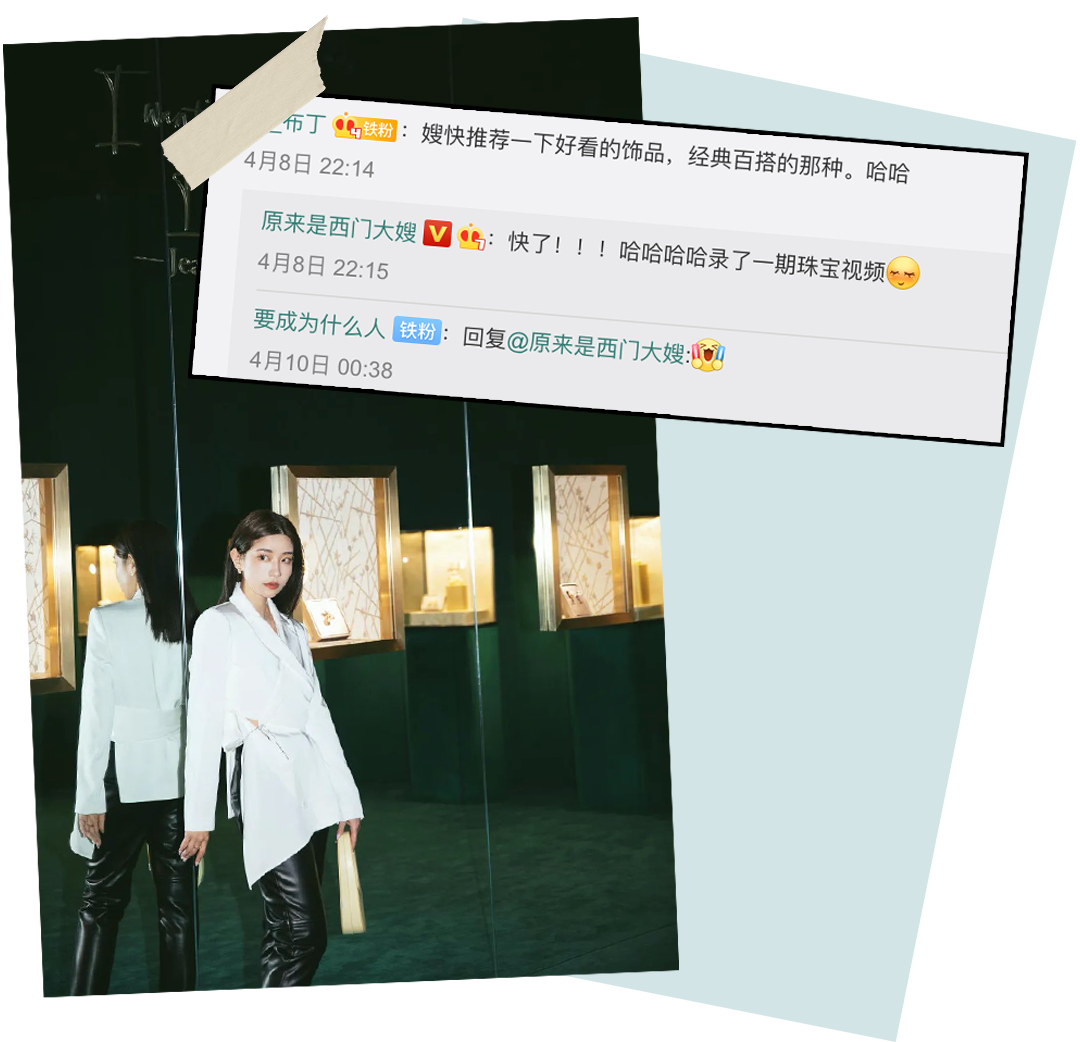 布丁 铁粉：嫂快推荐一下好看的饰品，经典百搭的那种。哈哈
4月8日 22:14
原来是西门大嫂 V：快了！！！哈哈哈哈录了一期珠宝视频
4月8日 22:15
要成为什么人 铁粉：回复@原来是西门大嫂:
4月10日 00:38